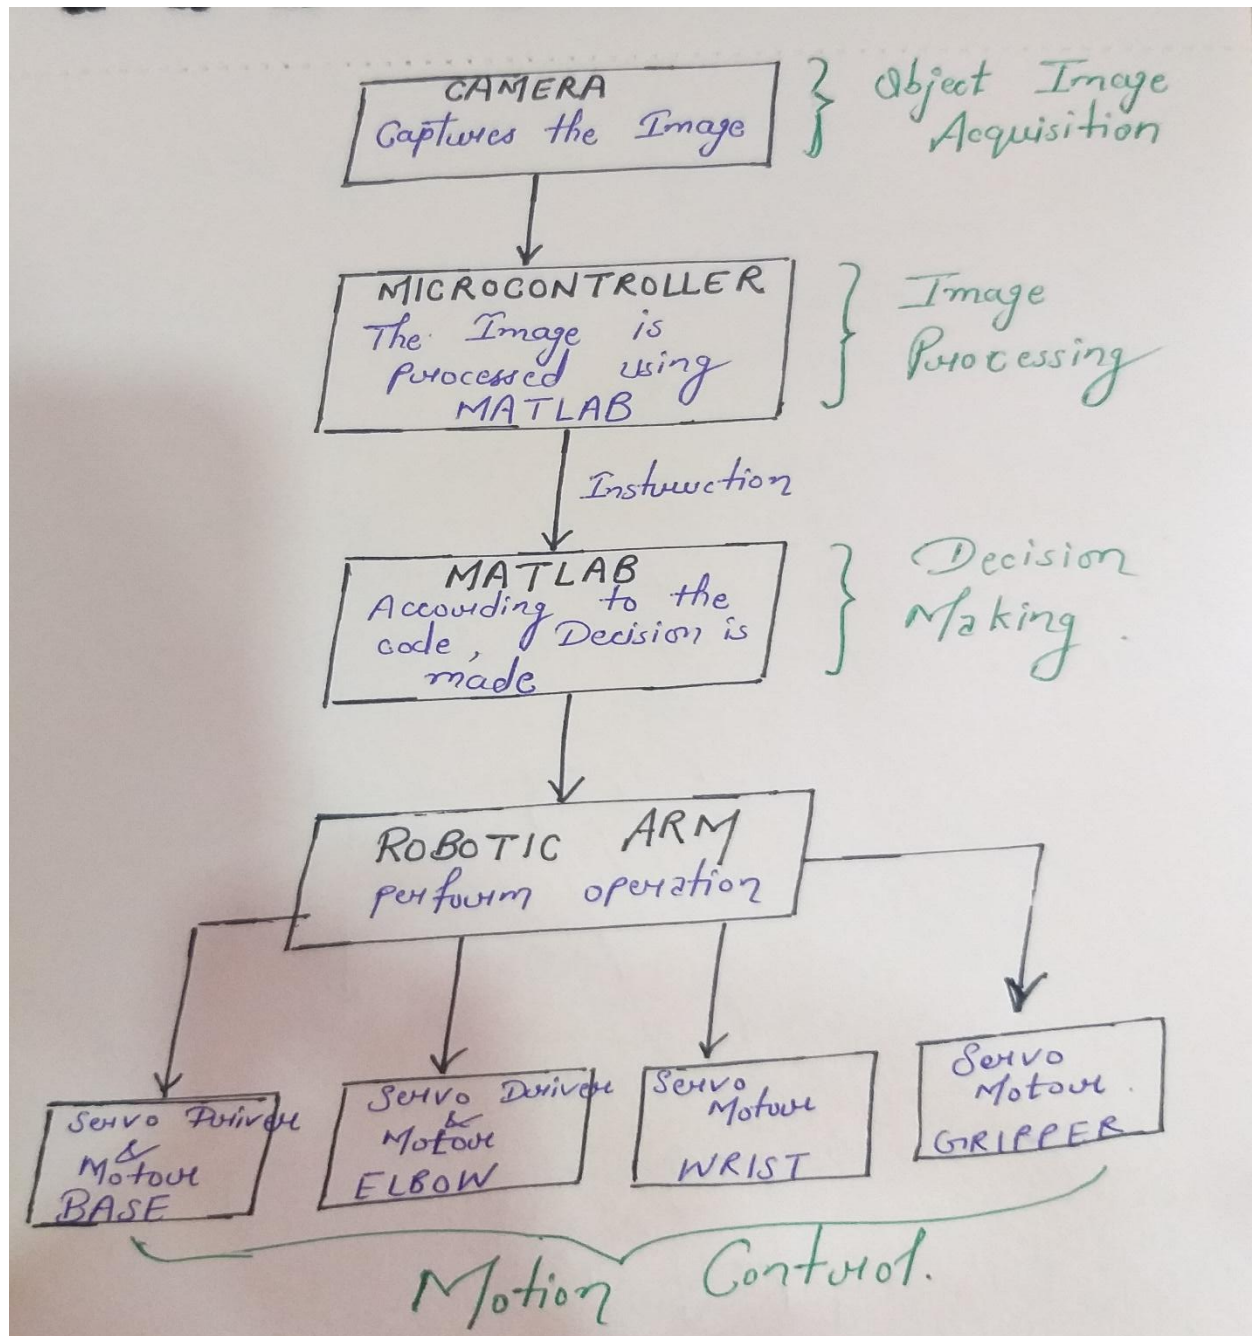 CAMERA
Captures the Image
Object Image
Acquisition
MICROCONTROLLER
The Image is
processed using
MATLAB
Image
Processing
Instruction
MATLAB
According to the
code, Decision is
made
Decision
Making
ROBOTIC ARM
perform operation
Servo Driver
&
Motor
BASE
Servo Driver
&
Motor
ELBOW
Servo
Motor
WRIST
Servo
Motor
GRIPPER
Motion Control.